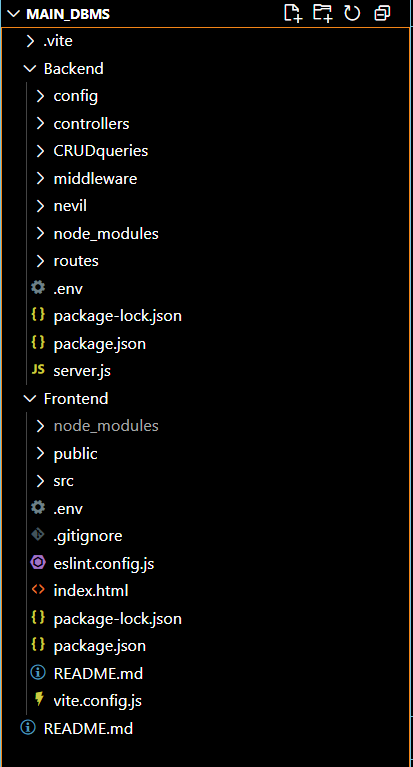 MAIN_DBMS
.vite
Backend
config
controllers
CRUDqueries
middleware
nevil
node_modules
routes
.env
{} package-lock.json
{} package.json
JS server.js
Frontend
node_modules
public
src
.env
.gitignore
eslint.config.js
<> index.html
{} package-lock.json
{} package.json
README.md
vite.config.js
README.md